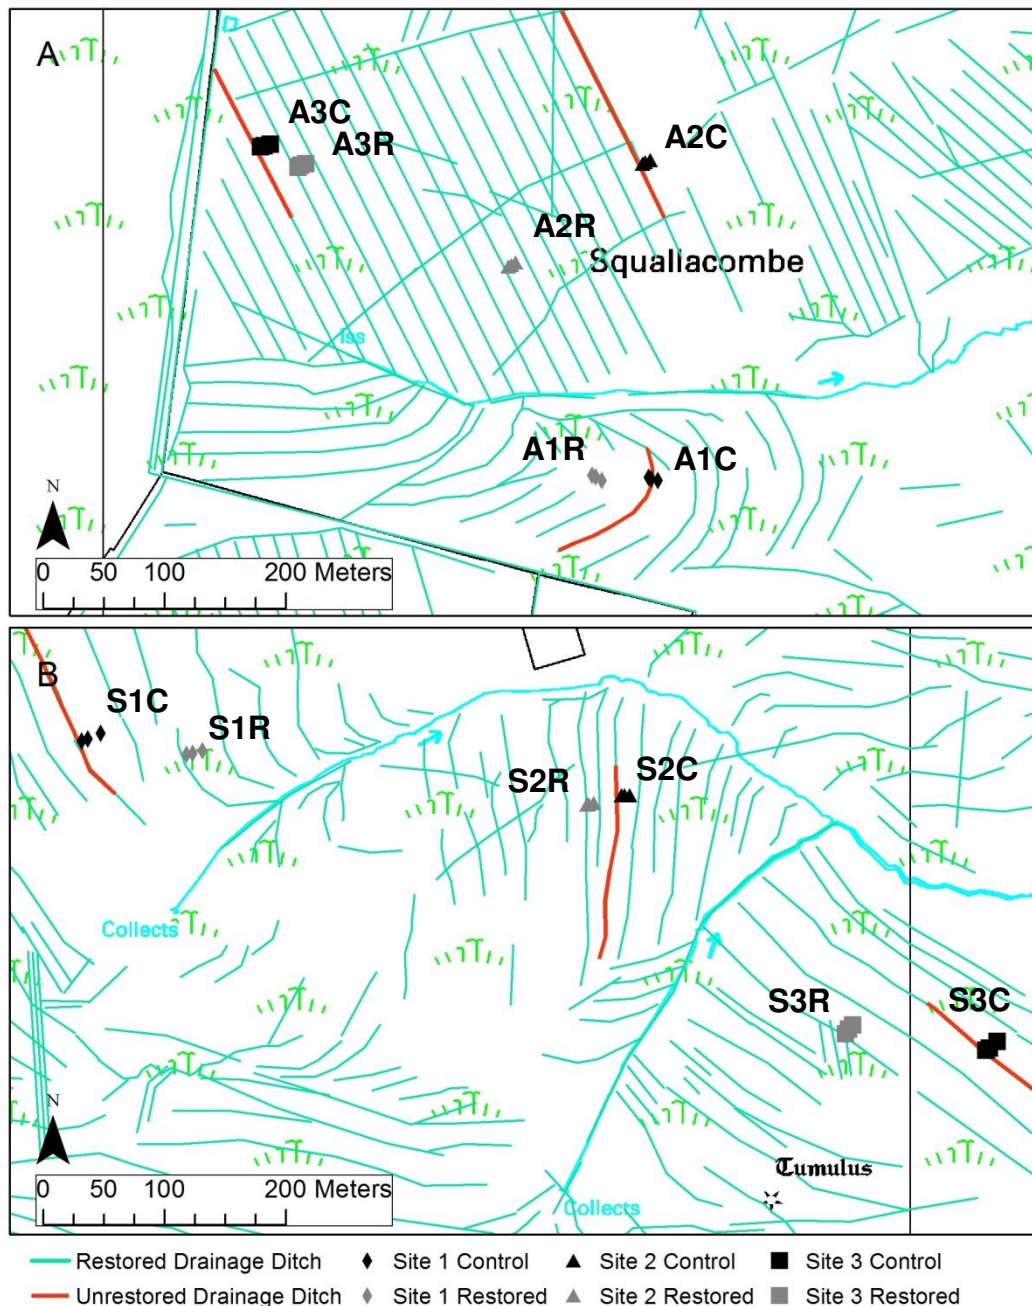 A
A3C
A3R
A2C
A2R
Squallacombe
Iss
A1R
A1C
N
0 50 100 200 Meters
B
S1C
S1R
S2R
S2C
Collects
S3R
S3C
N
Tumulus
0 50 100 200 Meters
Collects
Restored Drainage Ditch Site 1 Control Site 2 Control Site 3 Control
Unrestored Drainage Ditch Site 1 Restored Site 2 Restored Site 3 Restored